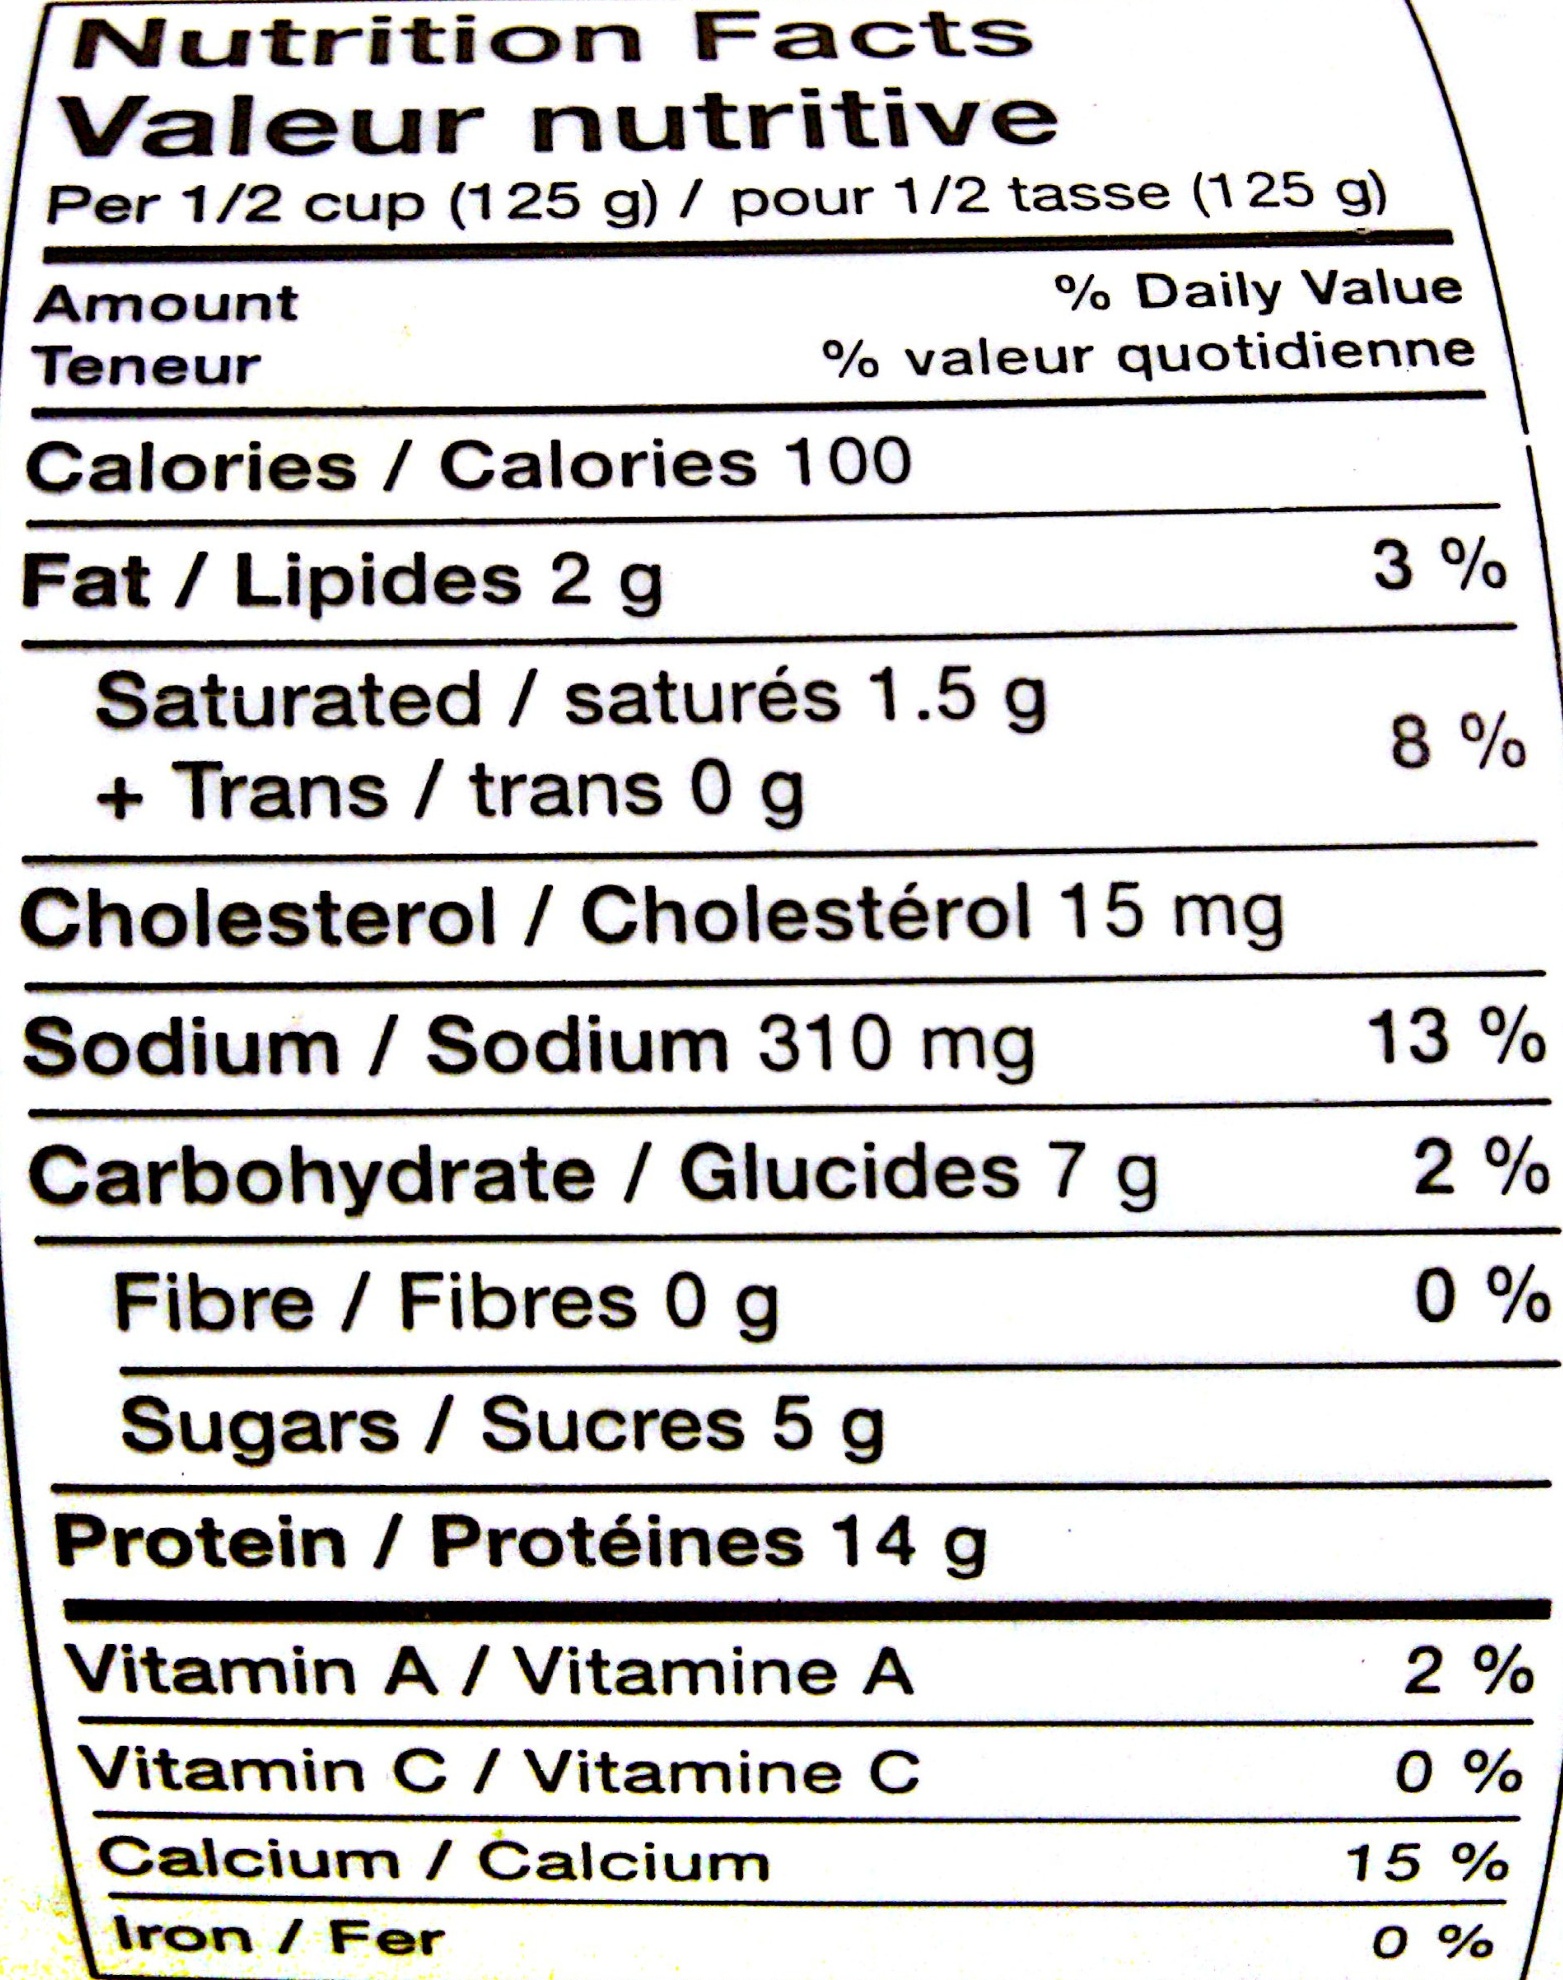 Nutrition Facts
Valeur nutritive
Per 1/2 cup (125 g) / pour 1/2 tasse (125 g)
Amount % Daily Value
Teneur % valeur quotidienne
Calories / Calories 100
Fat / Lipides 2 g 3 %
Saturated / saturés 1.5 g
+ Trans / trans 0 g 8 %
Cholesterol / Cholestérol 15 mg
Sodium / Sodium 310 mg 13 %
Carbohydrate / Glucides 7 g 2 %
Fibre / Fibres 0 g 0 %
Sugars / Sucres 5 g
Protein / Protéines 14 g
Vitamin A / Vitamine A 2 %
Vitamin C / Vitamine C 0 %
Calcium / Calcium 15 %
Iron / Fer 0 %